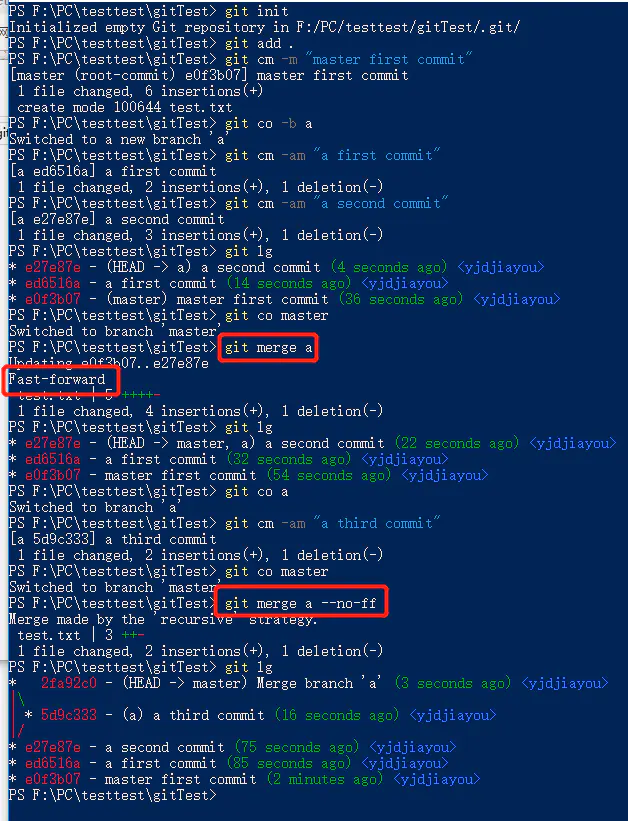 PS F:\PC\testtest\gitTest> git init
Initialized empty Git repository in F:/PC/testtest/gitTest/.git/
PS F:\PC\testtest\gitTest> git add .
PS F:\PC\testtest\gitTest> git cm -m "master first commit"
[master (root-commit) e0f3b07] master first commit
 1 file changed, 6 insertions(+)
 create mode 100644 test.txt
PS F:\PC\testtest\gitTest> git co -b a
Switched to a new branch 'a'
PS F:\PC\testtest\gitTest> git cm -am "a first commit"
[a ed6516a] a first commit
 1 file changed, 2 insertions(+), 1 deletion(-)
PS F:\PC\testtest\gitTest> git cm -am "a second commit"
[a e27e87e] a second commit
 1 file changed, 3 insertions(+), 1 deletion(-)
PS F:\PC\testtest\gitTest> git lg
* e27e87e - (HEAD -> a) a second commit (4 seconds ago) <yjdjiayou>
* ed6516a - a first commit (14 seconds ago) <yjdjiayou>
* e0f3b07 - (master) master first commit (36 seconds ago) <yjdjiayou>
PS F:\PC\testtest\gitTest> git co master
Switched to branch 'master'
PS F:\PC\testtest\gitTest> git merge a
Updating e0f3b07..e27e87e
Fast-forward
 test.txt | 5 ++++-
 1 file changed, 4 insertions(+), 1 deletion(-)
PS F:\PC\testtest\gitTest> git lg
* e27e87e - (HEAD -> master, a) a second commit (22 seconds ago) <yjdjiayou>
* ed6516a - a first commit (32 seconds ago) <yjdjiayou>
* e0f3b07 - master first commit (54 seconds ago) <yjdjiayou>
PS F:\PC\testtest\gitTest> git co a
Switched to branch 'a'
PS F:\PC\testtest\gitTest> git cm -am "a third commit"
[a 5d9c333] a third commit
 1 file changed, 2 insertions(+), 1 deletion(-)
PS F:\PC\testtest\gitTest> git co master
Switched to branch 'master'
PS F:\PC\testtest\gitTest> git merge a --no-ff
Merge made by the 'recursive' strategy.
 test.txt | 3 ++-
 1 file changed, 2 insertions(+), 1 deletion(-)
PS F:\PC\testtest\gitTest> git lg
*   2fa92c0 - (HEAD -> master) Merge branch 'a' (3 seconds ago) <yjdjiayou>
|\
| * 5d9c333 - (a) a third commit (16 seconds ago) <yjdjiayou>
|/
* e27e87e - a second commit (75 seconds ago) <yjdjiayou>
* ed6516a - a first commit (85 seconds ago) <yjdjiayou>
* e0f3b07 - master first commit (2 minutes ago) <yjdjiayou>
PS F:\PC\testtest\gitTest>